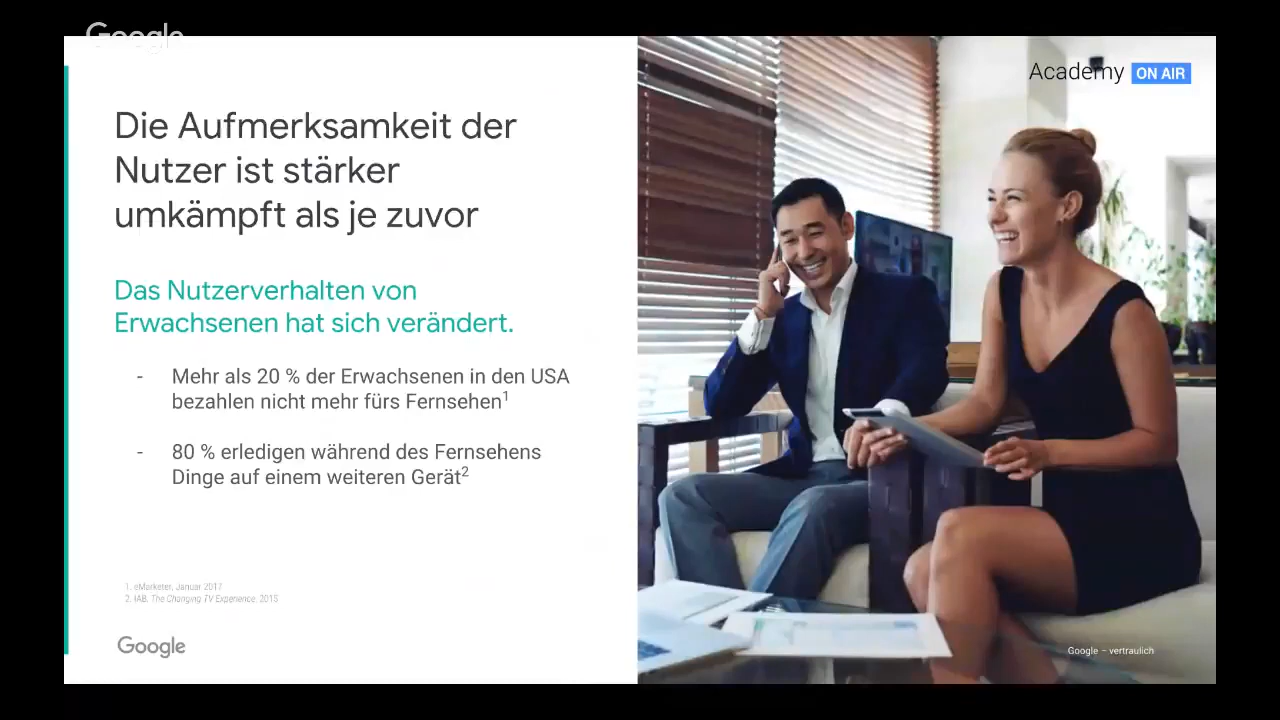 Google
Academy ON AIR
Die Aufmerksamkeit der
Nutzer ist stärker
umkämpft als je zuvor
Das Nutzerverhalten von
Erwachsenen hat sich verändert.
- Mehr als 20 % der Erwachsenen in den USA
bezahlen nicht mehr fürs Fernsehen¹
- 80 % erledigen während des Fernsehens
Dinge auf einem weiteren Gerät²
1. eMarketer, Januar 2017
2. IAB, The Changing TV Experience, 2015
Google
Google – vertraulich